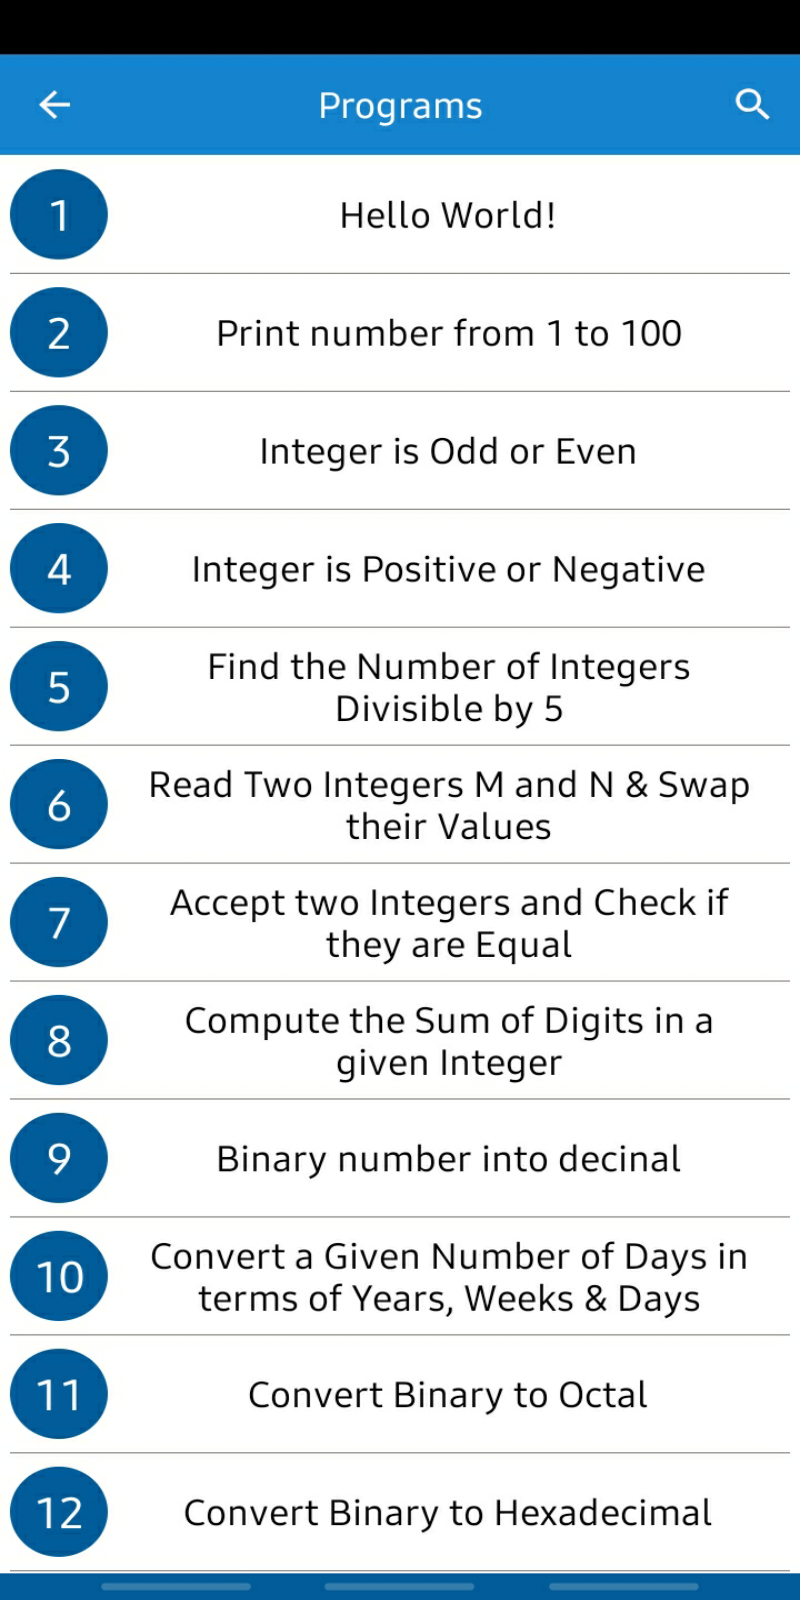 Programs
1
Hello World!
2
Print number from 1 to 100
3
Integer is Odd or Even
4
Integer is Positive or Negative
5
Find the Number of Integers
Divisible by 5
6
Read Two Integers M and N & Swap
their Values
7
Accept two Integers and Check if
they are Equal
8
Compute the Sum of Digits in a
given Integer
9
Binary number into decinal
10
Convert a Given Number of Days in
terms of Years, Weeks & Days
11
Convert Binary to Octal
12
Convert Binary to Hexadecimal